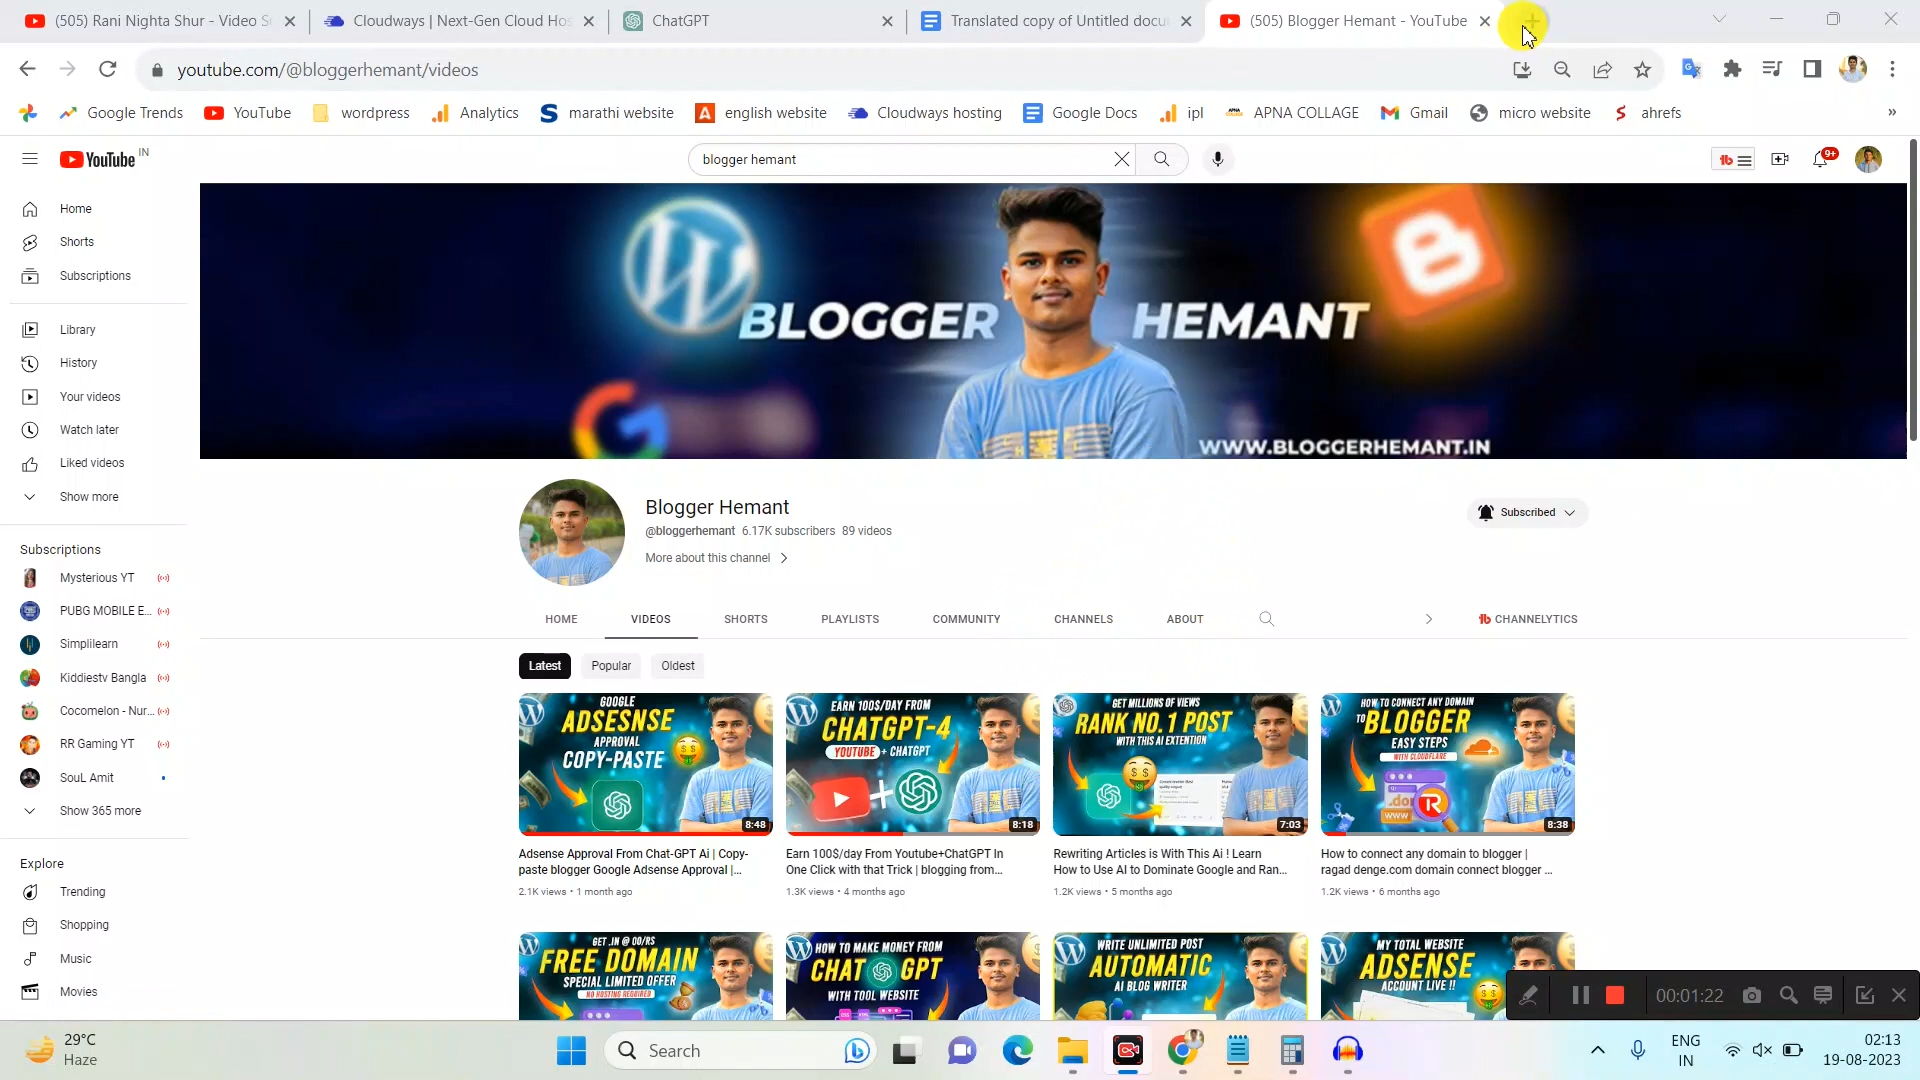 (505) Rani Nighta Shur - Video S
Cloudways | Next-Gen Cloud Hos
ChatGPT
Translated copy of Untitled docu
(505) Blogger Hemant - YouTube
youtube.com/@bloggerhemant/videos
Google Trends
YouTube
wordpress
Analytics
marathi website
english website
Cloudways hosting
Google Docs
ipl
APNA COLLAGE
Gmail
micro website
ahrefs
»
YouTube IN
blogger hemant
9+
Home
Shorts
Subscriptions
Library
History
Your videos
Watch later
Liked videos
Show more
Subscriptions
Mysterious YT
PUBG MOBILE E...
Simplilearn
Kiddiestv Bangla
Cocomelon - Nur...
RR Gaming YT
SouL Amit
Show 365 more
Explore
Trending
Shopping
Music
Movies
BLOGGER HEMANT
WWW.BLOGGERHEMANT.IN
Blogger Hemant
@bloggerhemant 6.17K subscribers 89 videos
More about this channel
Subscribed
HOME
VIDEOS
SHORTS
PLAYLISTS
COMMUNITY
CHANNELS
ABOUT
CHANNELYTICS
Latest
Popular
Oldest
GOOGLE
ADSESNSE
APPROVAL
COPY-PASTE
8:48
Adsense Approval From Chat-GPT Ai | Copy-
paste blogger Google Adsense Approval |...
2.1K views • 1 month ago
EARN 100$/DAY FROM
CHATGPT-4
YOUTUBE + CHATGPT
8:18
Earn 100$/day From Youtube+ChatGPT In
One Click with that Trick | blogging from...
1.3K views • 4 months ago
GET MILLIONS OF VIEWS
RANK NO.1 POST
WITH THIS AI EXTENTION
7:03
Rewriting Articles is With This Ai ! Learn
How to Use AI to Dominate Google and Ran...
1.2K views • 5 months ago
HOW TO CONNECT ANY DOMAIN
TO BLOGGER
EASY STEPS
WITH CLOUDFLARE
WWW
8:38
How to connect any domain to blogger |
ragad denge.com domain connect blogger ...
1.2K views • 6 months ago
GET .IN @ 00/RS
FREE DOMAIN
SPECIAL LIMITED OFFER
NO HOSTING REQUIRED
HOW TO MAKE MONEY FROM
CHAT GPT
WITH TOOL WEBSITE
WRITE UNLIMITED POST
AUTOMATIC
AI BLOG WRITER
MY TOTAL WEBSITE
ADSENSE
ACCOUNT LIVE !!
00:01:22
29°C
Haze
Search
ENG
IN
02:13
19-08-2023